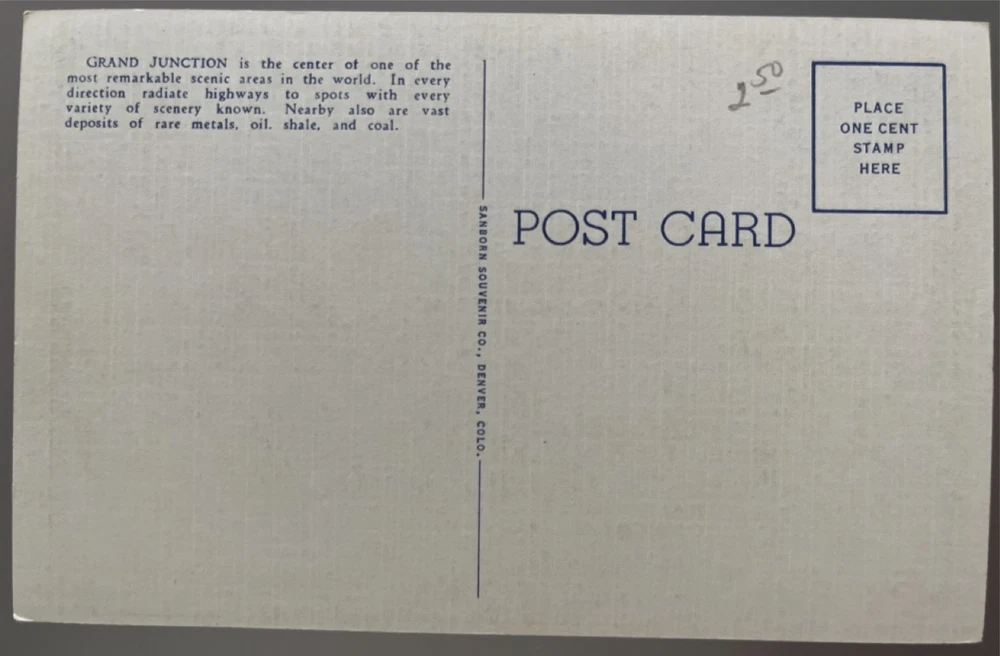 GRAND JUNCTION is the center of one of the
most remarkable scenic areas in the world. In every
direction radiate highways to spots with every
variety of scenery known. Nearby also are vast
deposits of rare metals, oil. shale, and coal.
SANBORN SOUVENIR CO., DENVER, COLO.
2 50
PLACE
ONE CENT
STAMP
HERE
POST CARD